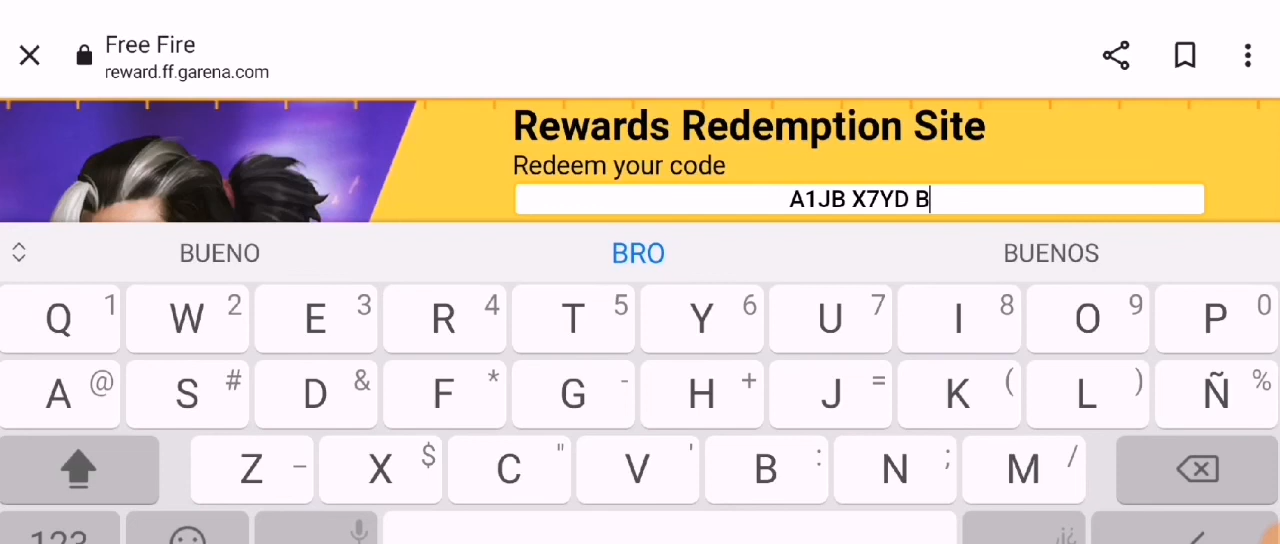 Free Fire
reward.ff.garena.com
Rewards Redemption Site
Redeem your code
A1JB X7YD B
BUENO BRO BUENOS
Q 1 W 2 E 3 R 4 T 5 Y 6 U 7 I 8 O 9 P 0
A @ S # D & F * G - H + J = K ( L ) Ñ %
Z _ X $ C " V ' B : N ; M /
123 ¡¿